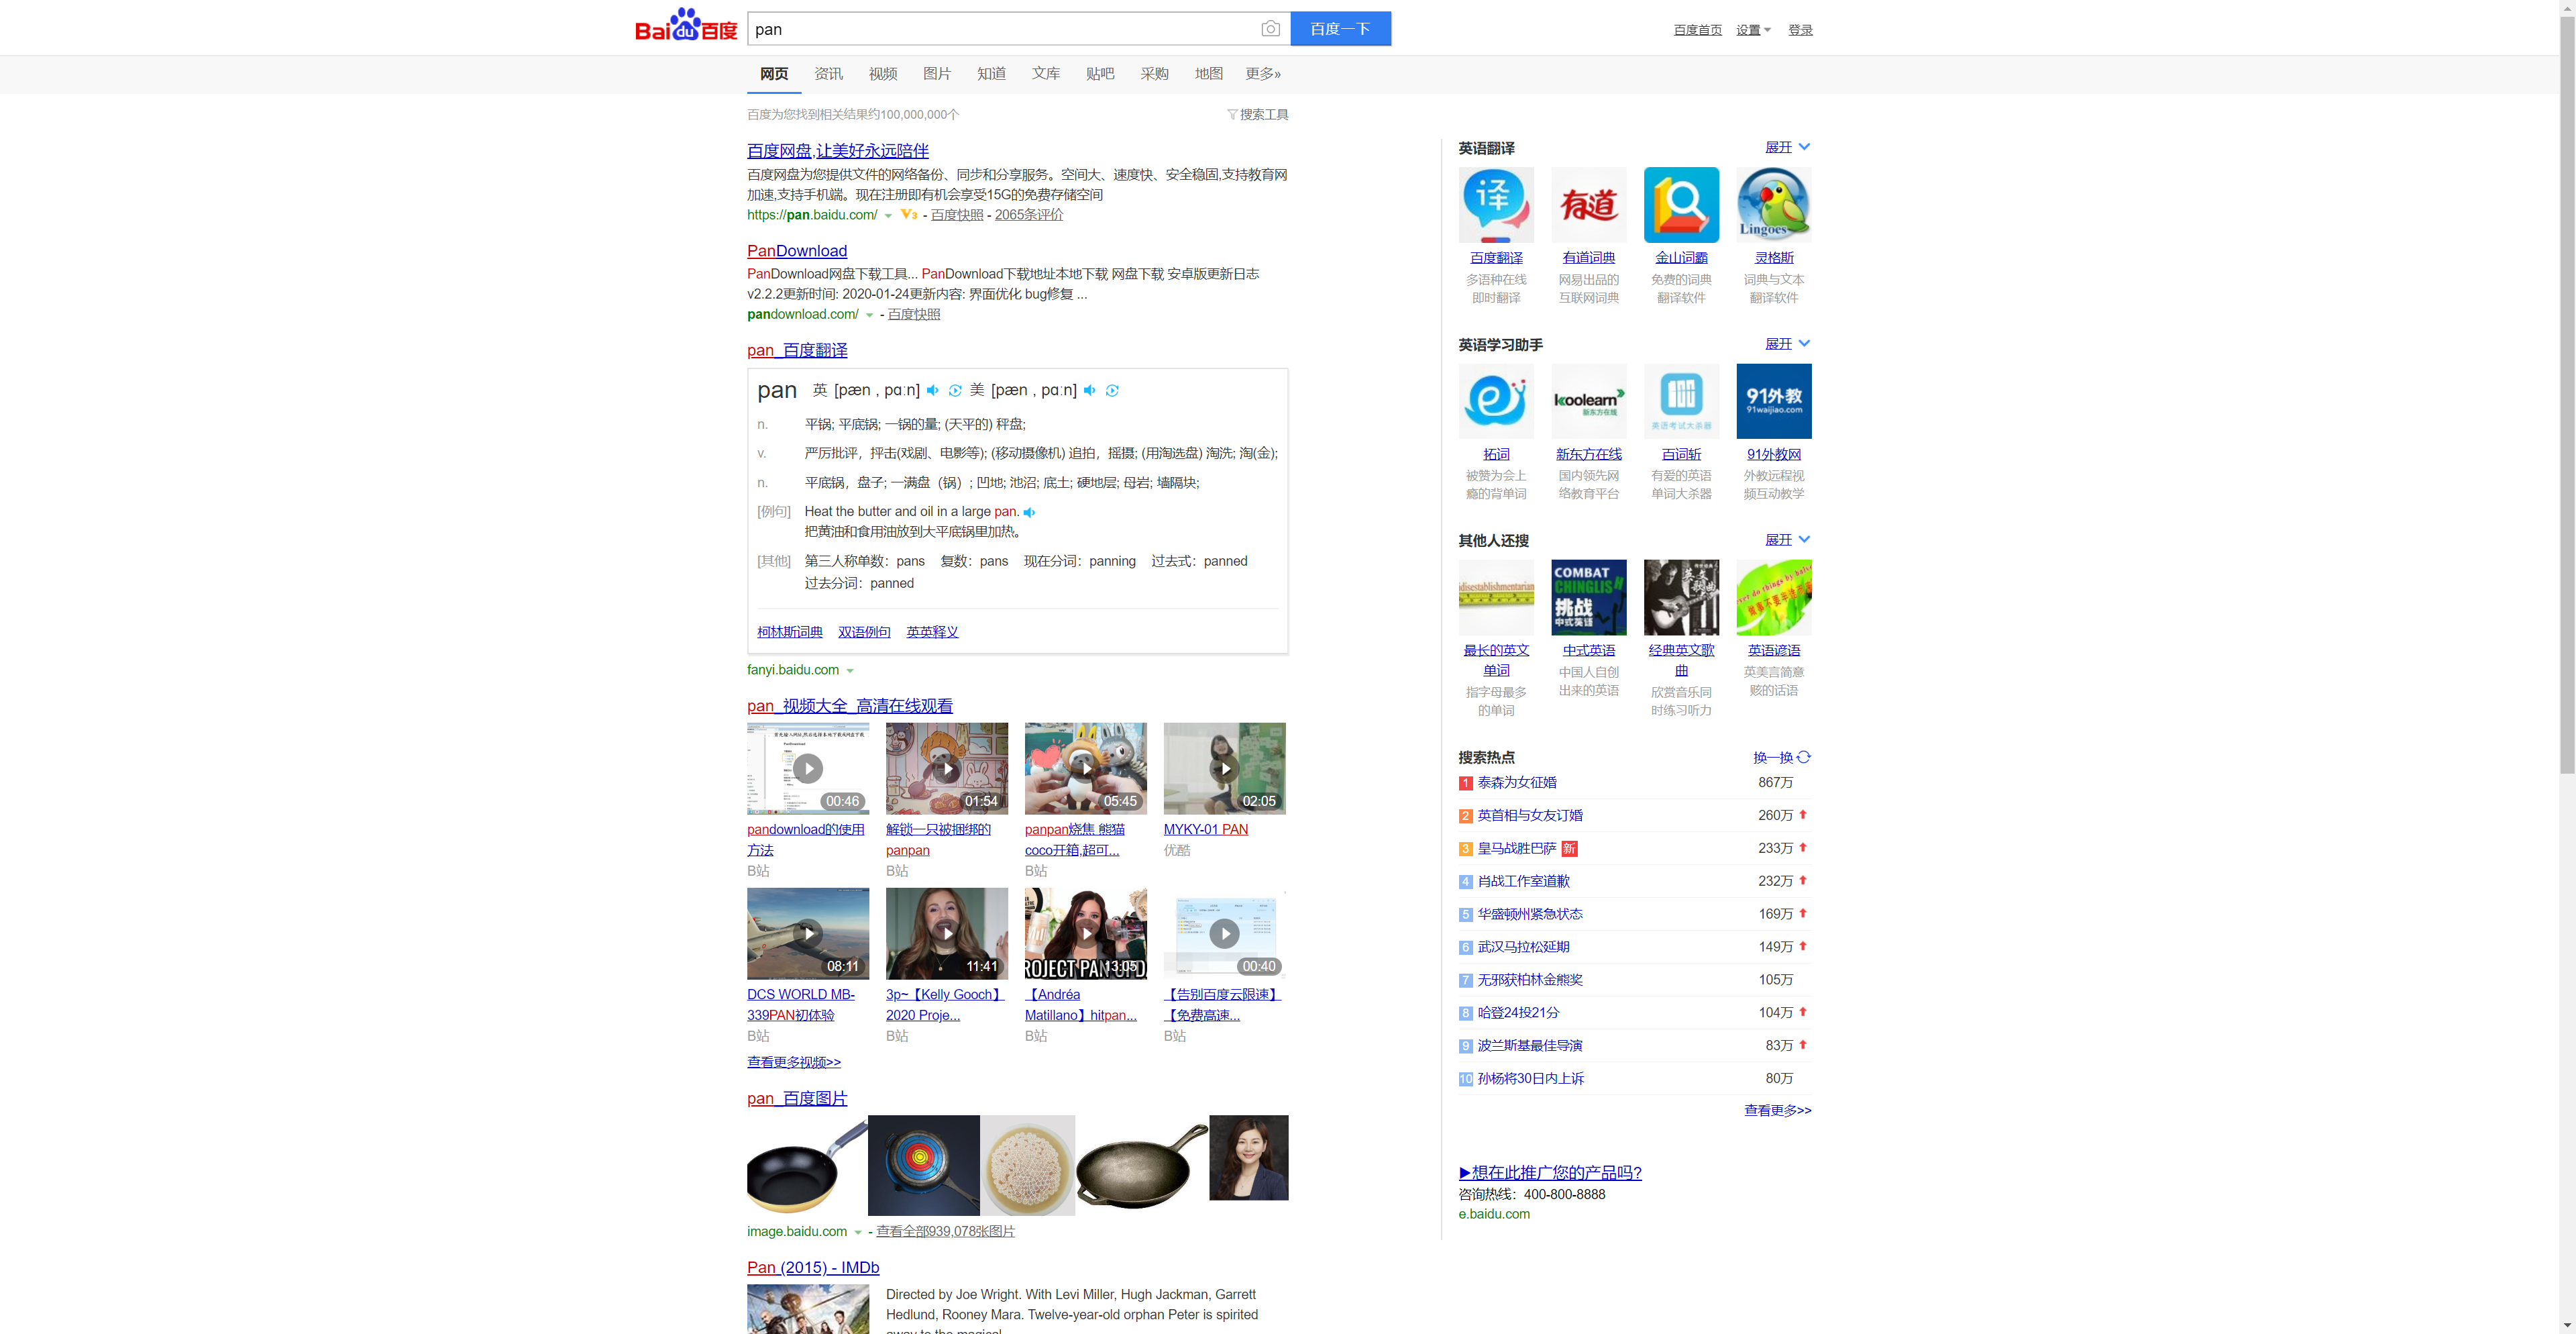 Bai du 百度
pan
百度一下
百度首页 设置 登录
网页 资讯 视频 图片 知道 文库 贴吧 采购 地图 更多»
百度为您找到相关结果约100,000,000个
搜索工具
百度网盘,让美好永远陪伴
百度网盘为您提供文件的网络备份、同步和分享服务。空间大、速度快、安全稳固,支持教育网
加速,支持手机端。现在注册即有机会享受15G的免费存储空间
https://pan.baidu.com/ V3 - 百度快照 - 2065条评价
PanDownload
PanDownload网盘下载工具... PanDownload下载地址本地下载 网盘下载 安卓版更新日志
v2.2.2更新时间: 2020-01-24更新内容: 界面优化 bug修复 ...
pandownload.com/ - 百度快照
pan_百度翻译
pan 英 [pæn , pɑːn] 美 [pæn , pɑːn]
n. 平锅; 平底锅; 一锅的量; (天平的) 秤盘;
v. 严厉批评，抨击(戏剧、电影等); (移动摄像机) 追拍，摇摄; (用淘选盘) 淘洗; 淘(金);
n. 平底锅，盘子; 一满盘（锅）; 凹地; 池沼; 底土; 硬地层; 母岩; 墙隔块;
[例句] Heat the butter and oil in a large pan.
把黄油和食用油放到大平底锅里加热。
[其他] 第三人称单数：pans 复数：pans 现在分词：panning 过去式：panned
过去分词：panned
柯林斯词典 双语例句 英英释义
fanyi.baidu.com
pan_视频大全_高清在线观看
00:46 01:54 05:45 02:05
pandownload的使用
方法
B站
解锁一只被捆绑的
panpan
B站
panpan烧焦 熊猫
coco开箱,超可...
B站
MYKY-01 PAN
优酷
08:11 11:41 13:05 00:40
ROJECT PAN UPDA
DCS WORLD MB-
339PAN初体验
B站
3p~【Kelly Gooch】
2020 Proje...
B站
【Andréa
Matillano】hitpan...
B站
【告别百度云限速】
【免费高速...
B站
查看更多视频>>
pan_百度图片
image.baidu.com - 查看全部939,078张图片
Pan (2015) - IMDb
Directed by Joe Wright. With Levi Miller, Hugh Jackman, Garrett
Hedlund, Rooney Mara. Twelve-year-old orphan Peter is spirited
away to the magical
英语翻译 展开
译 有道 Lingoes
百度翻译 有道词典 金山词霸 灵格斯
多语种在线 网易出品的 免费的词典 词典与文本
即时翻译 互联网词典 翻译软件 翻译软件
英语学习助手 展开
koolearn
新东方在线
100
英语考试大杀器
91外教
91waijiao.com
拓词 新东方在线 百词斩 91外教网
被赞为会上 国内领先网 有爱的英语 外教远程视
瘾的背单词 络教育平台 单词大杀器 频互动教学
其他人还搜 展开
idisestablishmentarian
COMBAT
CHINGLISH
挑战
中式英语
最长的英文 中式英语 经典英文歌 英语谚语
单词 曲
指字母最多 中国人自创 欣赏音乐同 英美言简意
的单词 出来的英语 时练习听力 赅的话语
搜索热点 换一换
1 泰森为女征婚 867万
2 英首相与女友订婚 260万
3 皇马战胜巴萨 新 233万
4 肖战工作室道歉 232万
5 华盛顿州紧急状态 169万
6 武汉马拉松延期 149万
7 无邪获柏林金熊奖 105万
8 哈登24投21分 104万
9 波兰斯基最佳导演 83万
10 孙杨将30日内上诉 80万
查看更多>>
▶想在此推广您的产品吗?
咨询热线：400-800-8888
e.baidu.com